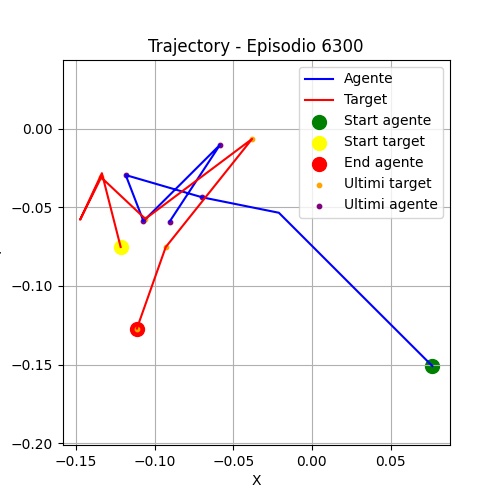 Trajectory - Episodio 6300
Agente
Target
Start agente
Start target
End agente
Ultimi target
Ultimi agente
0.00
−0.05
−0.10
−0.15
−0.20
−0.15
−0.10
−0.05
0.00
0.05
X